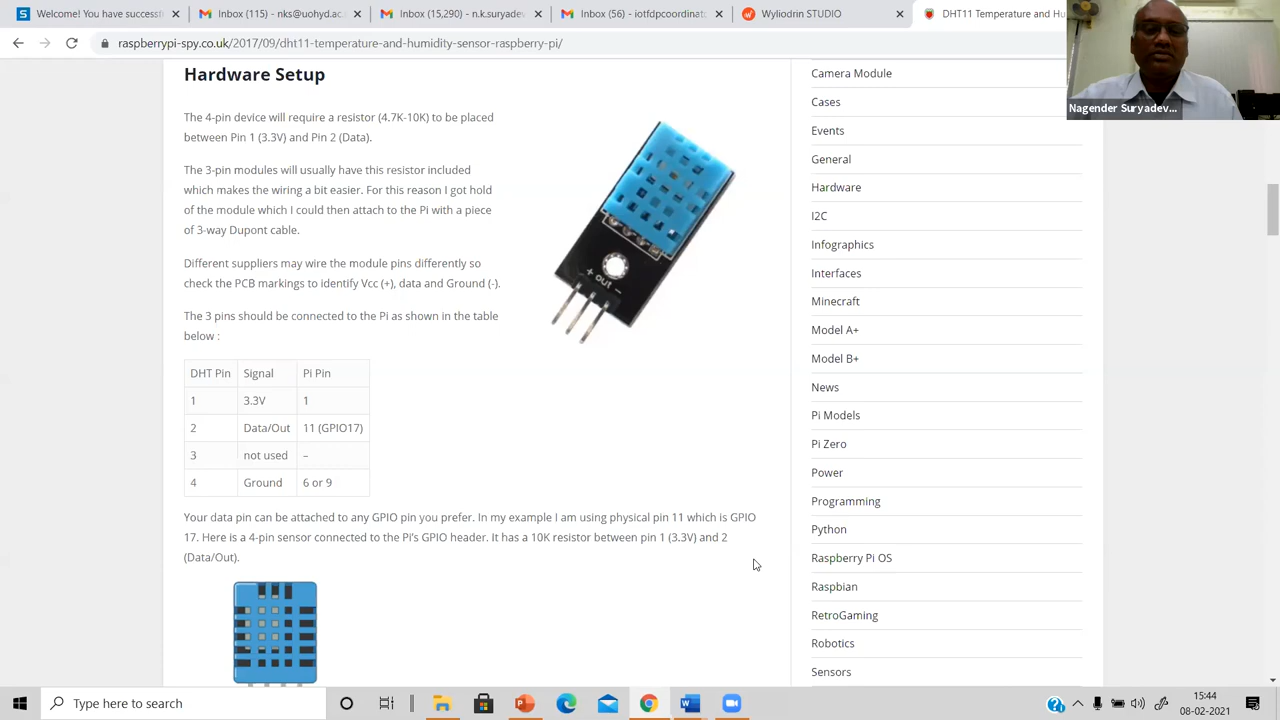 Welcome! You have successfu
Inbox (115) - nks@ucoljndri.com
Inbox (15,290) - nxsury
Inbox (56) - iotfdpcoordinat
Wyliodrin STUDIO
DHT11 Temperature and Hu
raspberrypi-spy.co.uk/2017/09/dht11-temperature-and-humidity-sensor-raspberry-pi/
Nagender Suryadev...
Hardware Setup
The 4-pin device will require a resistor (4.7K-10K) to be placed
between Pin 1 (3.3V) and Pin 2 (Data).
The 3-pin modules will usually have this resistor included
which makes the wiring a bit easier. For this reason I got hold
of the module which I could then attach to the Pi with a piece
of 3-way Dupont cable.
Different suppliers may wire the module pins differently so
check the PCB markings to identify Vcc (+), data and Ground (-).
The 3 pins should be connected to the Pi as shown in the table
below :
+ out -
DHT Pin Signal Pi Pin
1 3.3V 1
2 Data/Out 11 (GPIO17)
3 not used –
4 Ground 6 or 9
Your data pin can be attached to any GPIO pin you prefer. In my example I am using physical pin 11 which is GPIO
17. Here is a 4-pin sensor connected to the Pi's GPIO header. It has a 10K resistor between pin 1 (3.3V) and 2
(Data/Out).
Camera Module
Cases
Events
General
Hardware
I2C
Infographics
Interfaces
Minecraft
Model A+
Model B+
News
Pi Models
Pi Zero
Power
Programming
Python
Raspberry Pi OS
Raspbian
RetroGaming
Robotics
Sensors
Type here to search
15:44
08-02-2021